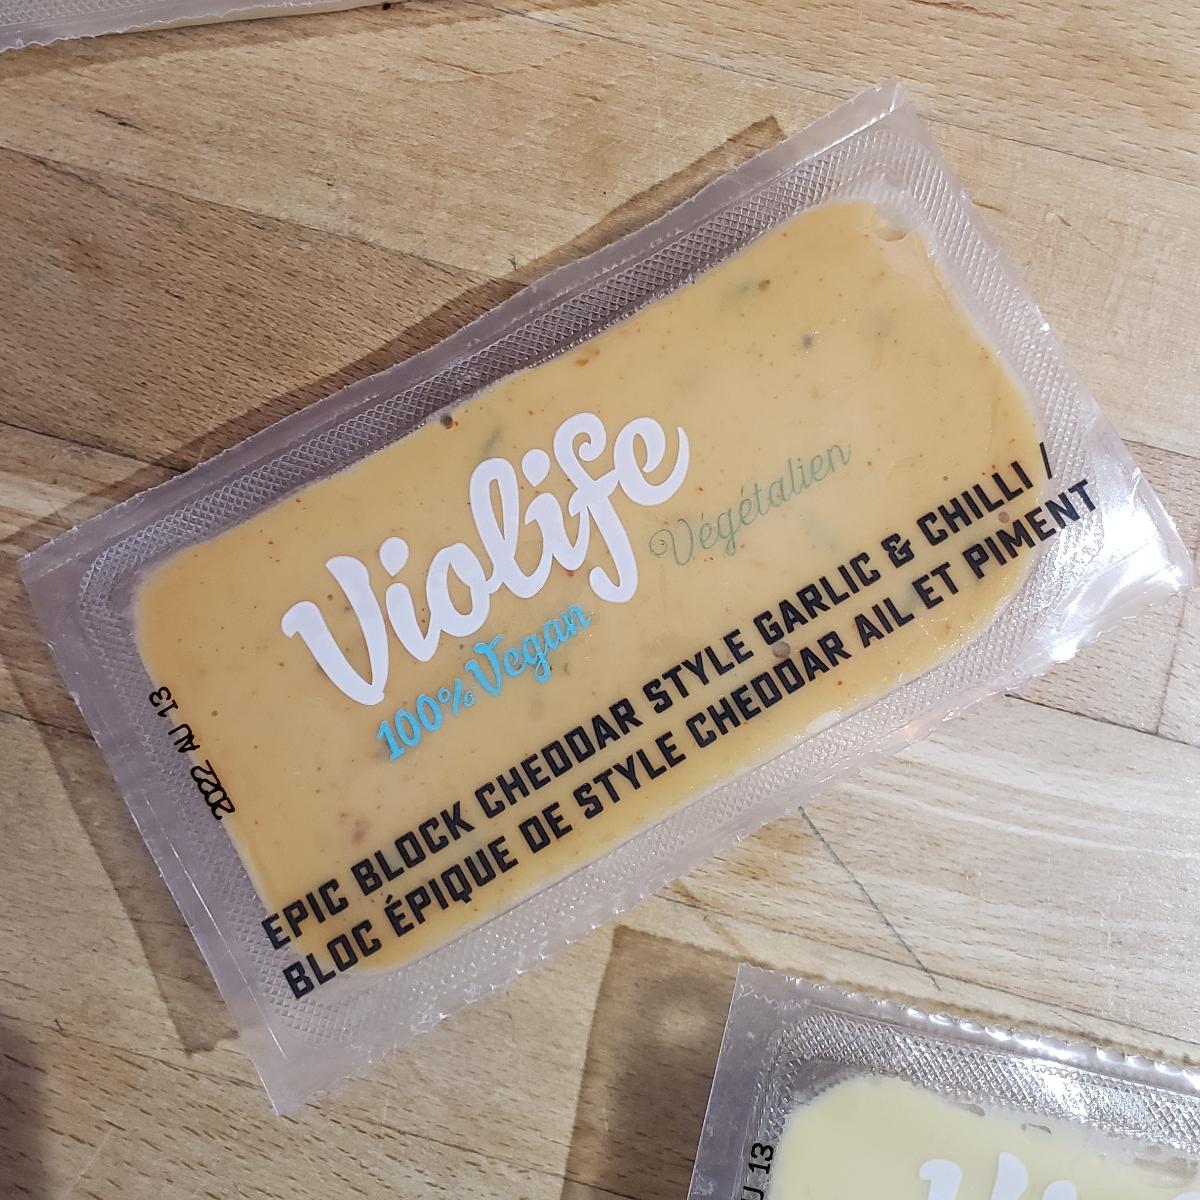 Violife
100% Vegan
Végétalien
EPIC BLOCK CHEDDAR STYLE GARLIC & CHILLI /
BLOC ÉPIQUE DE STYLE CHEDDAR AIL ET PIMENT
2022 AU 13
13